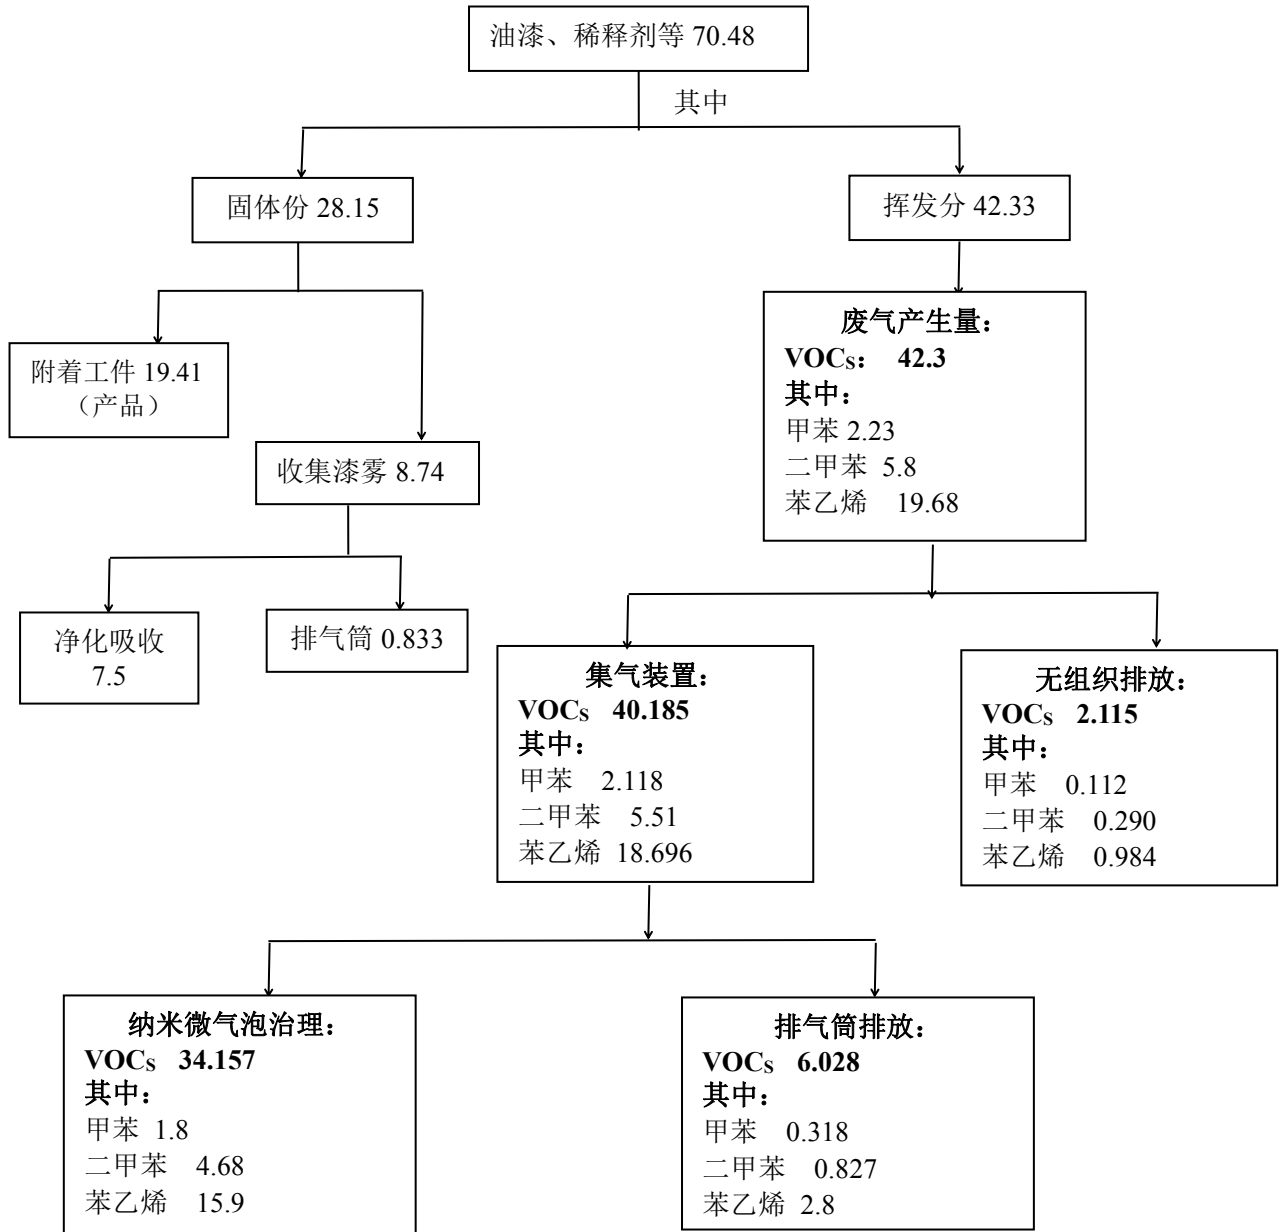 油漆、稀释剂等 70.48
其中
固体份 28.15
挥发分 42.33
附着工件 19.41
（产品）
收集漆雾 8.74
净化吸收
7.5
排气筒 0.833
废气产生量：
VOCs： 42.3
其中：
甲苯 2.23
二甲苯 5.8
苯乙烯 19.68
集气装置：
VOCs 40.185
其中：
甲苯 2.118
二甲苯 5.51
苯乙烯 18.696
无组织排放：
VOCs 2.115
其中：
甲苯 0.112
二甲苯 0.290
苯乙烯 0.984
纳米微气泡治理：
VOCs 34.157
其中：
甲苯 1.8
二甲苯 4.68
苯乙烯 15.9
排气筒排放：
VOCs 6.028
其中：
甲苯 0.318
二甲苯 0.827
苯乙烯 2.8